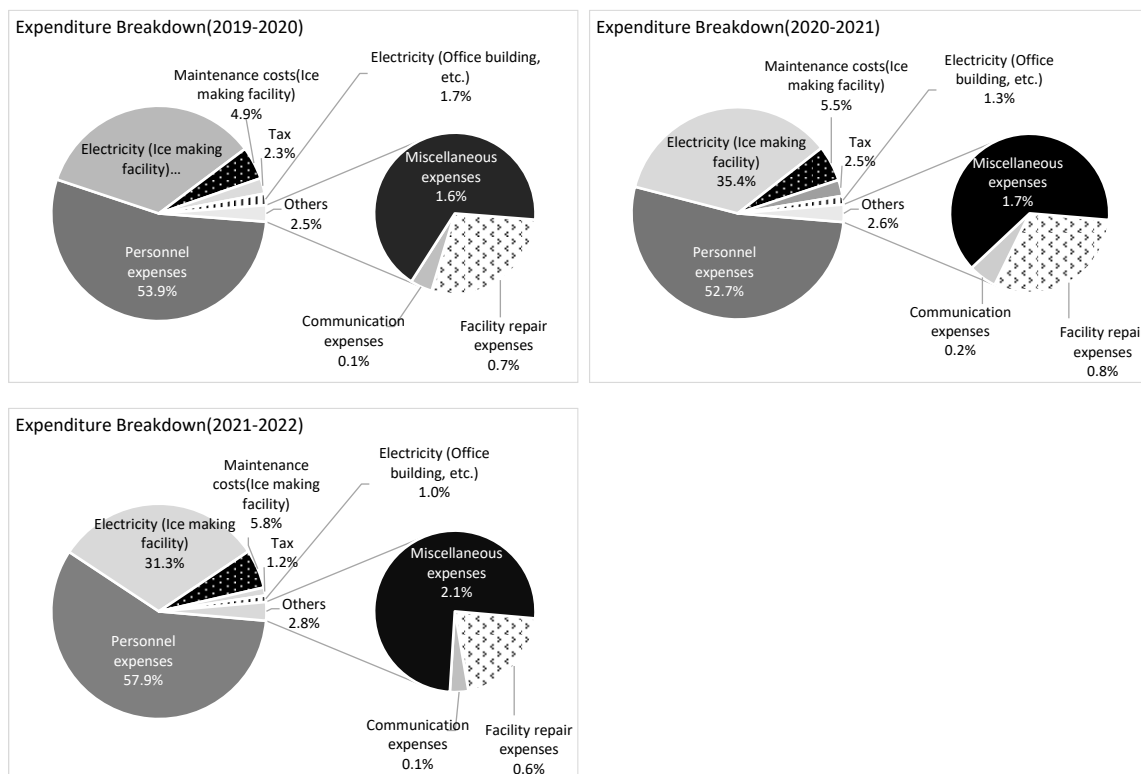 Expenditure Breakdown(2019-2020)
Electricity (Office building,
etc.)
1.7%
Maintenance costs(Ice
making facility)
4.9%
Tax
2.3%
Electricity (Ice making
facility)...
Others
2.5%
Personnel
expenses
53.9%
Miscellaneous
expenses
1.6%
Communication
expenses
0.1%
Facility repair
expenses
0.7%
Expenditure Breakdown(2020-2021)
Electricity (Office
building, etc.)
1.3%
Maintenance costs(Ice
making facility)
5.5%
Tax
2.5%
Electricity (Ice making
facility)
35.4%
Others
2.6%
Personnel
expenses
52.7%
Miscellaneous
expenses
1.7%
Communication
expenses
0.2%
Facility repair
expenses
0.8%
Expenditure Breakdown(2021-2022)
Electricity (Office
building, etc.)
1.0%
Maintenance
costs(Ice making
facility)
5.8%
Tax
1.2%
Electricity (Ice making
facility)
31.3%
Others
2.8%
Personnel
expenses
57.9%
Miscellaneous
expenses
2.1%
Communication
expenses
0.1%
Facility repair
expenses
0.6%